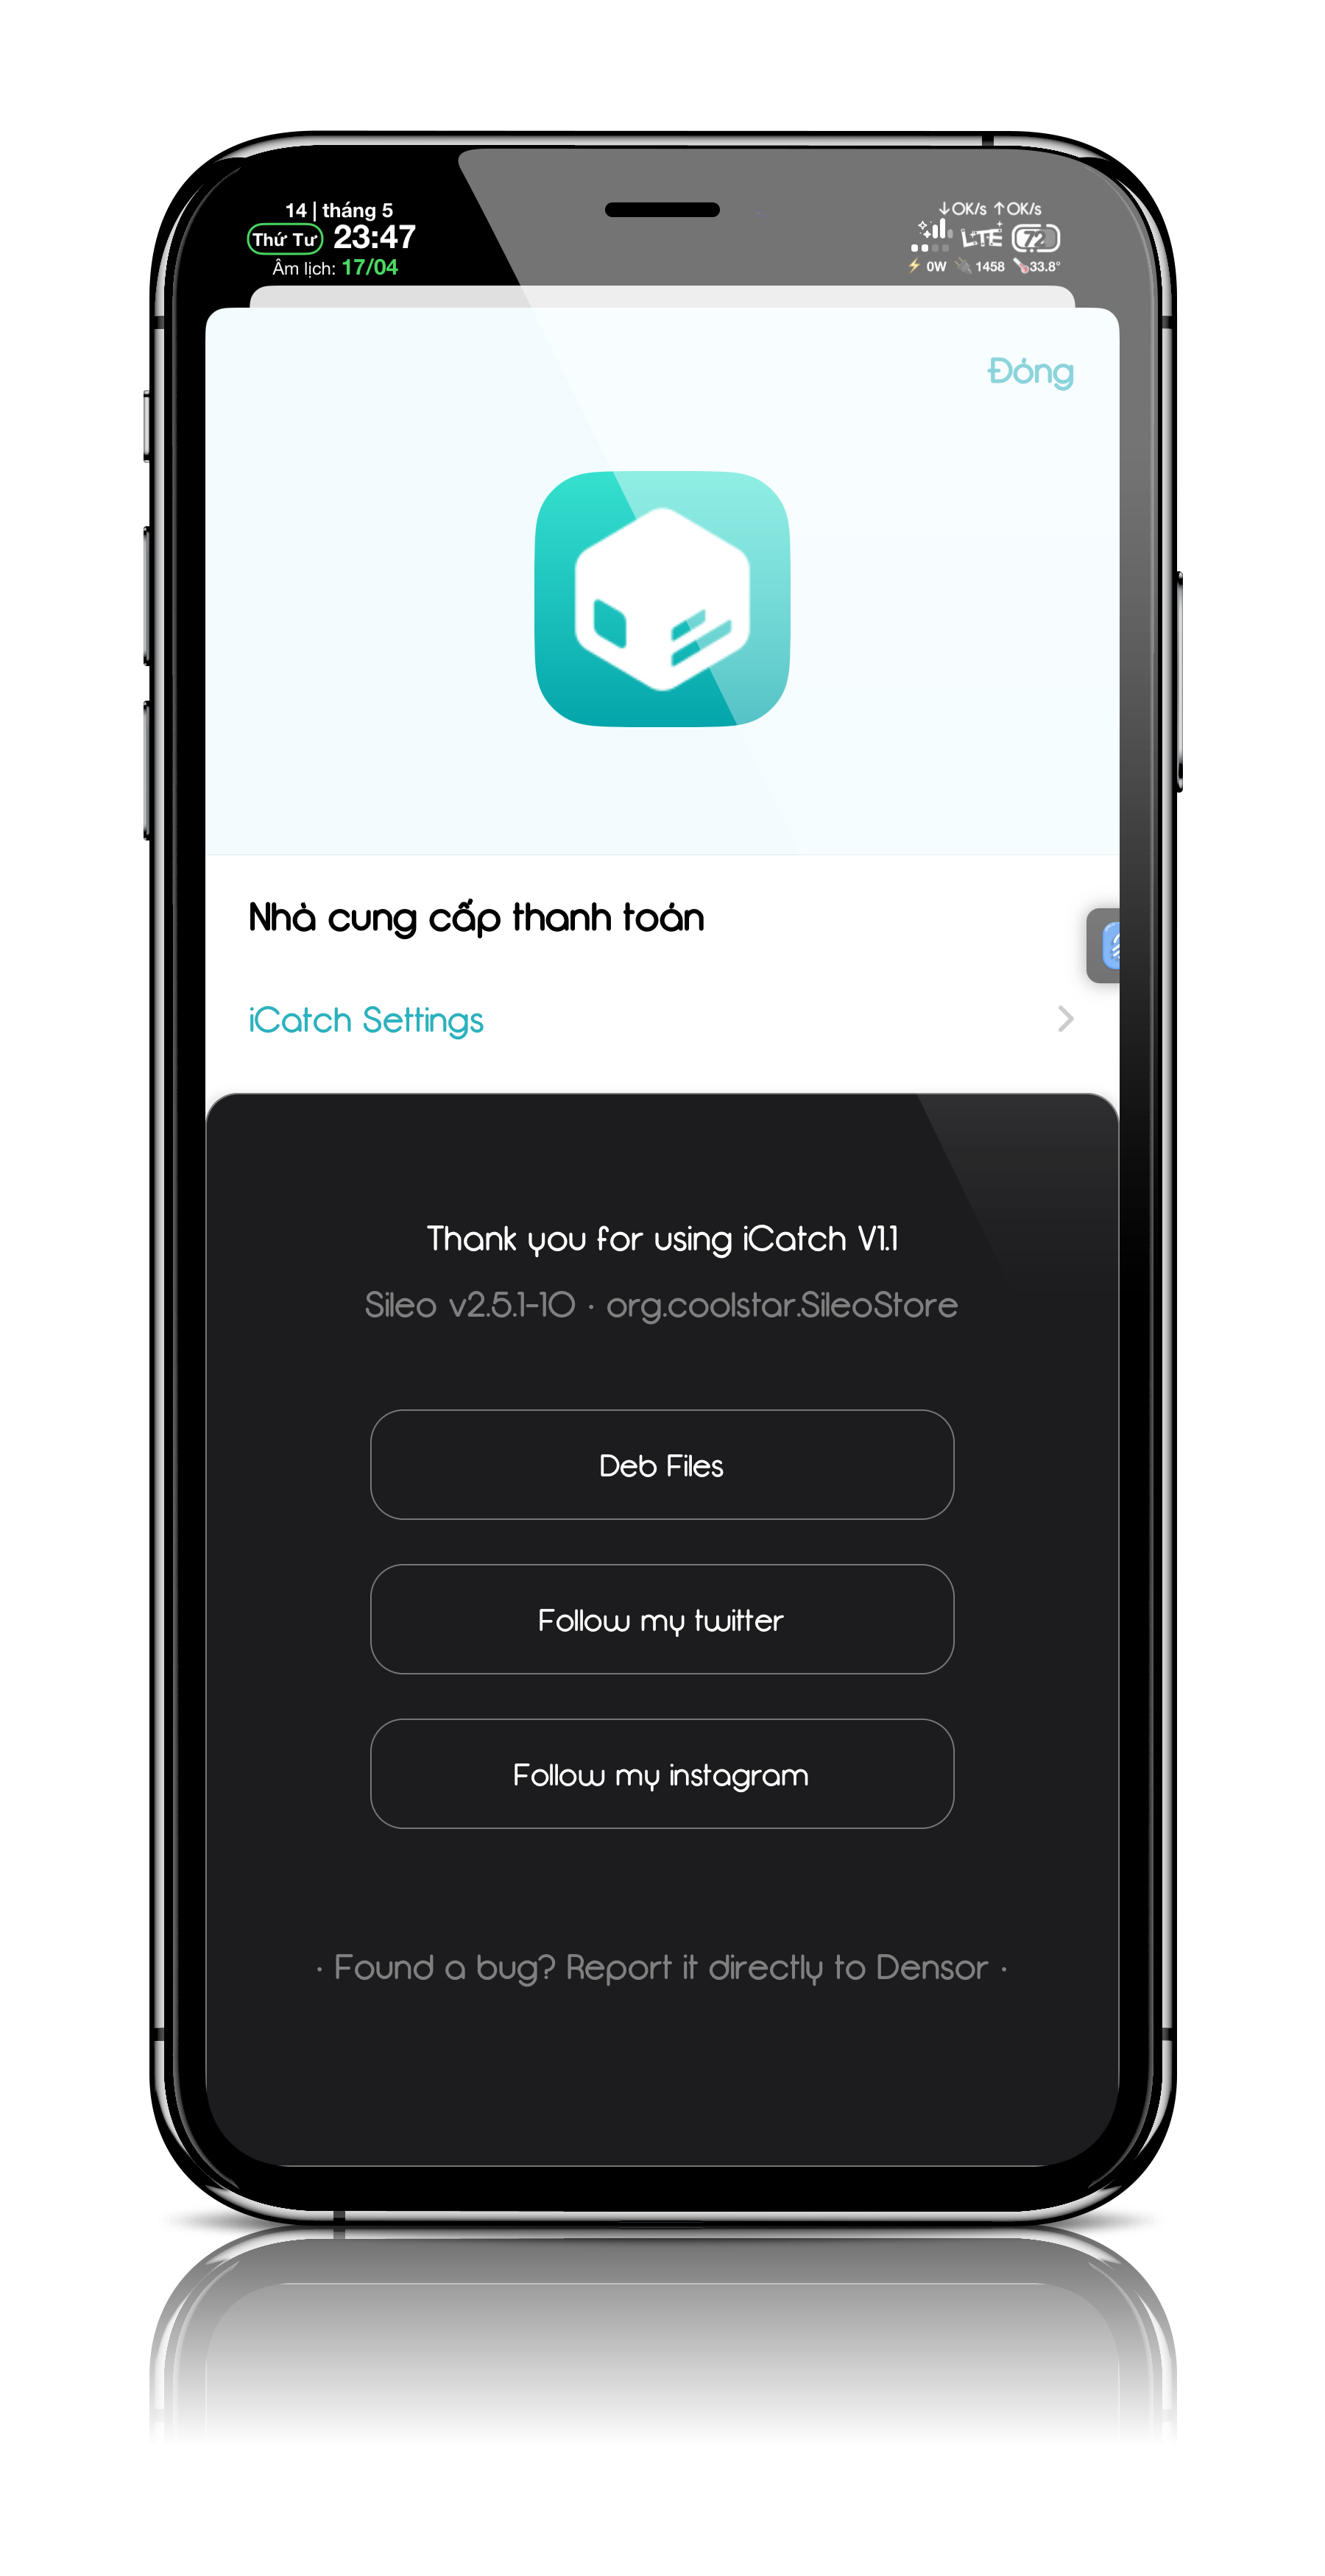 14 | tháng 5
Thứ Tư 23:47
Âm lịch: 17/04
↓0K/s ↑0K/s
LTE 72
⚡ 0W 🔌 1458 🌡️33.8°
Đóng
Nhà cung cấp thanh toán
iCatch Settings
Thank you for using iCatch V1.1
Sileo v2.5.1-10 · org.coolstar.SileoStore
Deb Files
Follow my twitter
Follow my instagram
· Found a bug? Report it directly to Densor ·